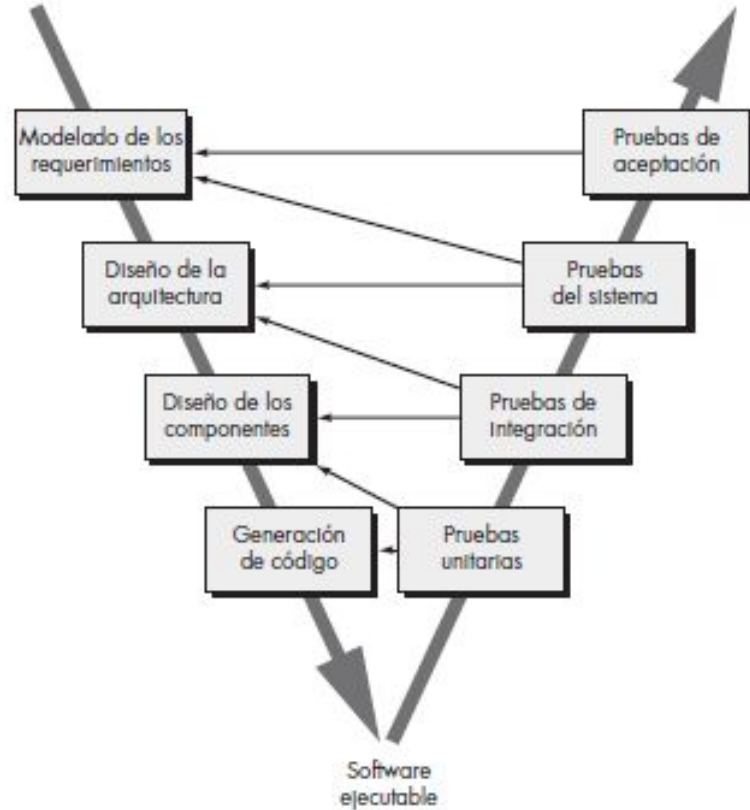 Modelado de los
requerimientos
Pruebas de
aceptación
Diseño de la
arquitectura
Pruebas
del sistema
Diseño de los
componentes
Pruebas de
integración
Generación
de código
Pruebas
unitarias
Software
ejecutable